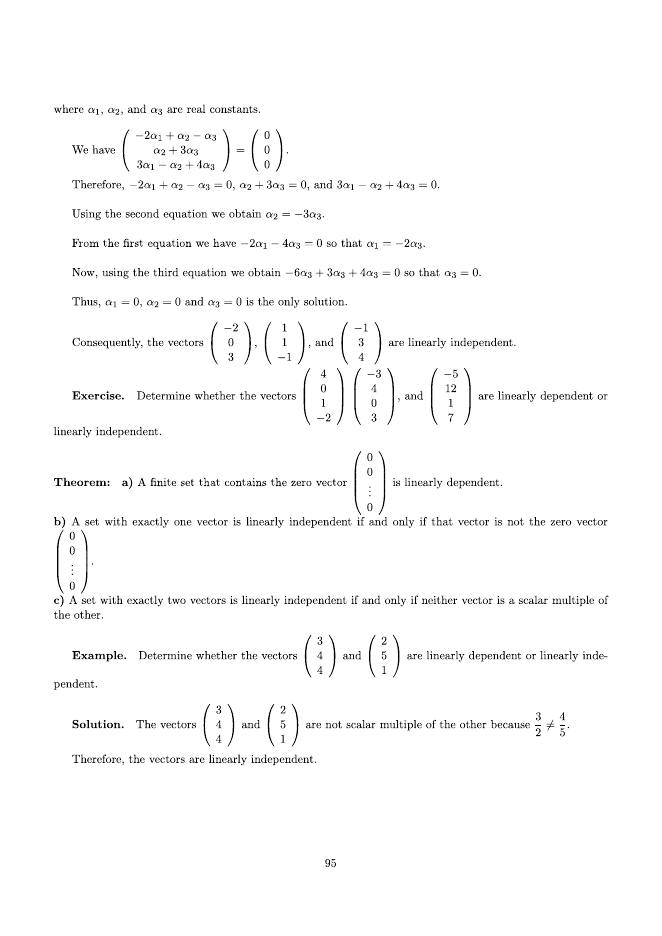 where α₁, α₂, and α₃ are real constants.
We have ( −2α₁ + α₂ − α₃ ; α₂ + 3α₃ ; 3α₁ − α₂ + 4α₃ ) = ( 0 ; 0 ; 0 ).
Therefore, −2α₁ + α₂ − α₃ = 0, α₂ + 3α₃ = 0, and 3α₁ − α₂ + 4α₃ = 0.
Using the second equation we obtain α₂ = −3α₃.
From the first equation we have −2α₁ − 4α₃ = 0 so that α₁ = −2α₃.
Now, using the third equation we obtain −6α₃ + 3α₃ + 4α₃ = 0 so that α₃ = 0.
Thus, α₁ = 0, α₂ = 0 and α₃ = 0 is the only solution.
Consequently, the vectors ( −2 ; 0 ; 3 ), ( 1 ; 1 ; −1 ), and ( −1 ; 3 ; 4 ) are linearly independent.
Exercise. Determine whether the vectors ( 4 ; 0 ; 1 ; −2 ) ( −3 ; 4 ; 0 ; 3 ), and ( −5 ; 12 ; 1 ; 7 ) are linearly dependent or
linearly independent.
Theorem: a) A finite set that contains the zero vector ( 0 ; 0 ; ⋮ ; 0 ) is linearly dependent.
b) A set with exactly one vector is linearly independent if and only if that vector is not the zero vector
( 0 ; 0 ; ⋮ ; 0 ).
c) A set with exactly two vectors is linearly independent if and only if neither vector is a scalar multiple of
the other.
Example. Determine whether the vectors ( 3 ; 4 ; 4 ) and ( 2 ; 5 ; 1 ) are linearly dependent or linearly inde-
pendent.
Solution. The vectors ( 3 ; 4 ; 4 ) and ( 2 ; 5 ; 1 ) are not scalar multiple of the other because 3/2 ≠ 4/5.
Therefore, the vectors are linearly independent.
95